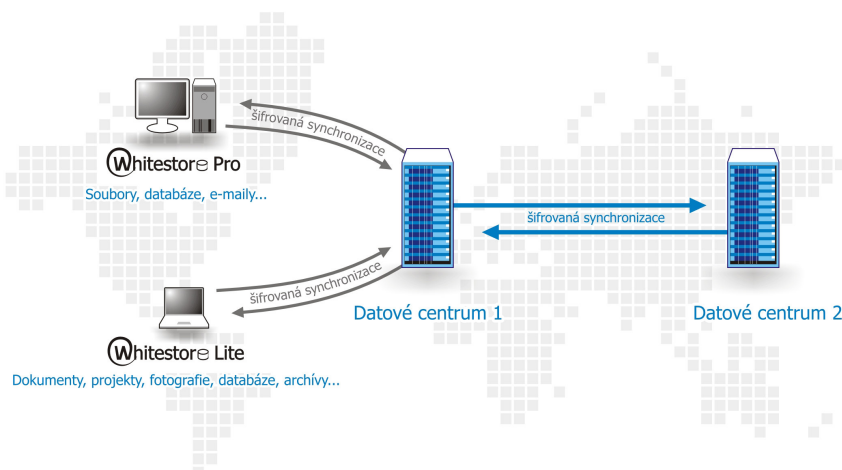 šifrovaná synchronizace
Whitestore Pro
Soubory, databáze, e-maily...
šifrovaná synchronizace
šifrovaná synchronizace
Datové centrum 1
Datové centrum 2
Whitestore Lite
Dokumenty, projekty, fotografie, databáze, archívy...